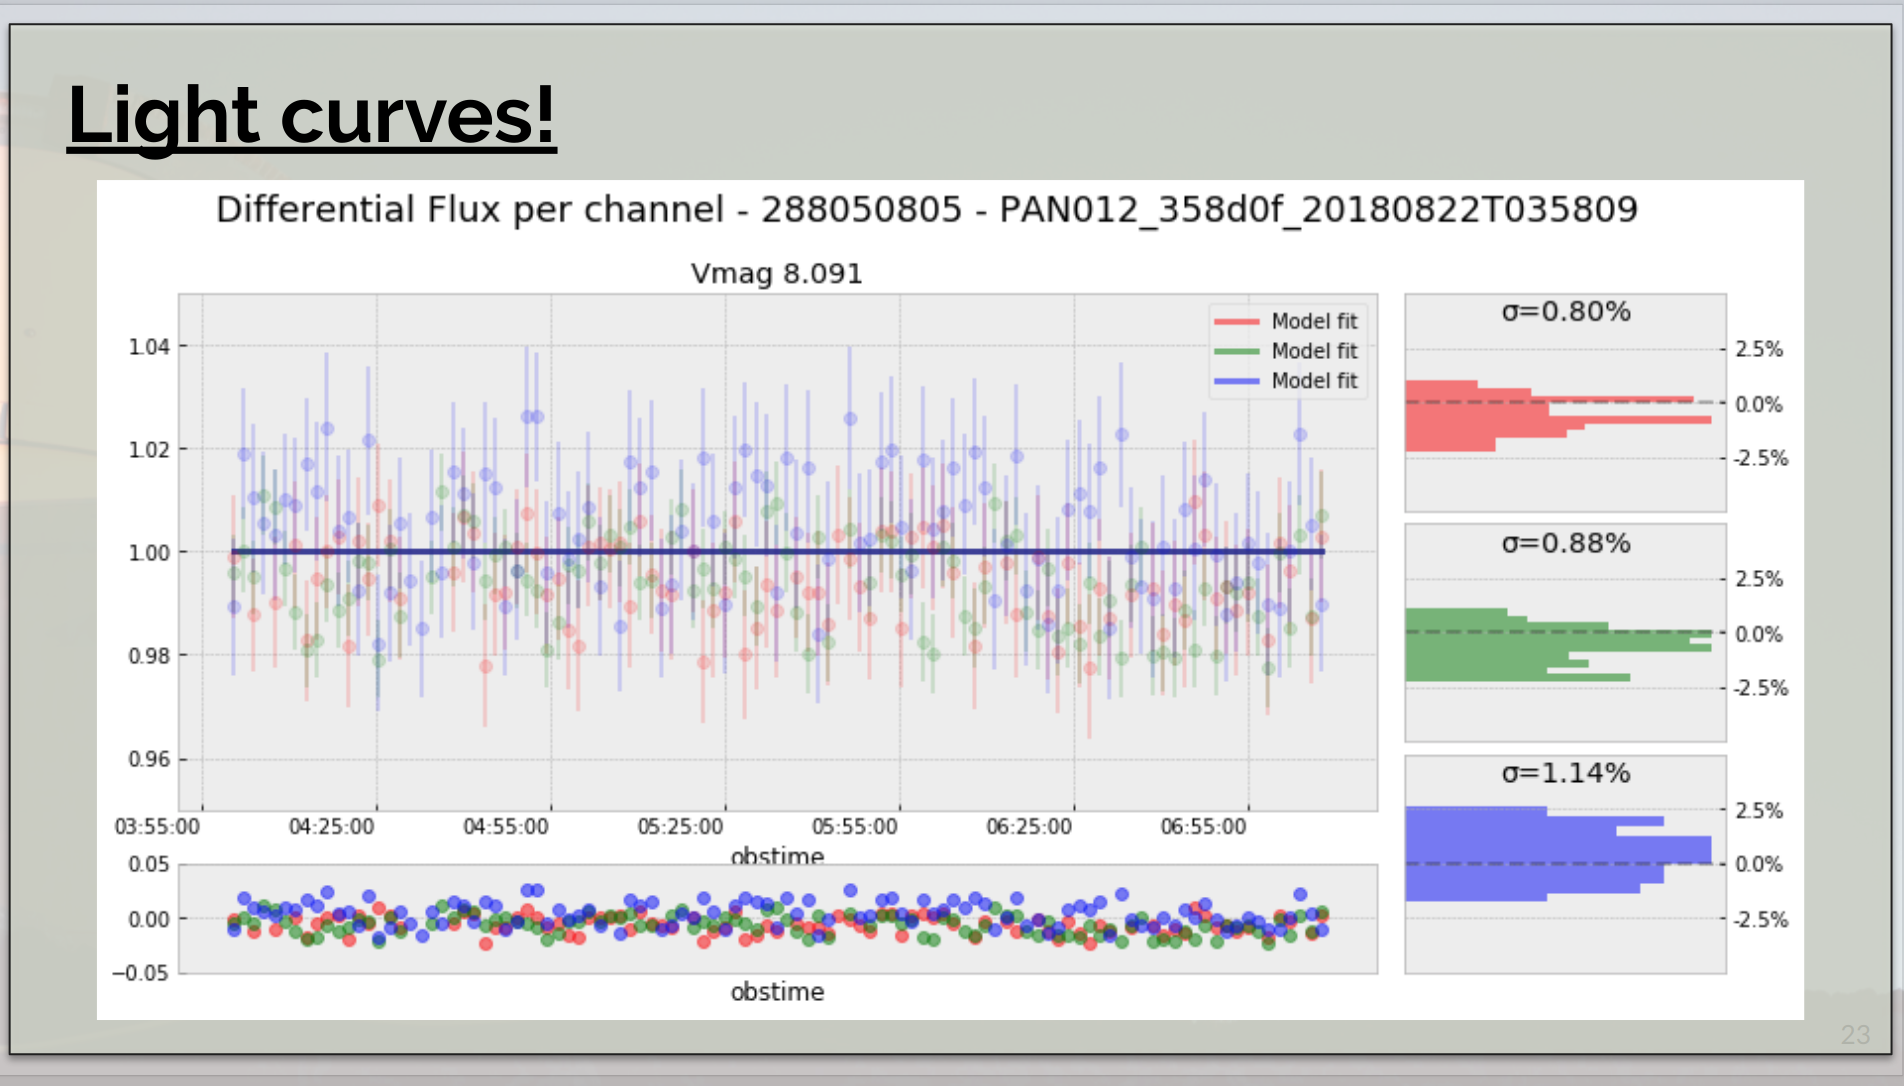 Light curves!
Differential Flux per channel - 288050805 - PAN012_358d0f_20180822T035809
Vmag 8.091
Model fit
Model fit
Model fit
1.04
1.02
1.00
0.98
0.96
03:55:00 04:25:00 04:55:00 05:25:00 05:55:00 06:25:00 06:55:00
obstime
0.05
0.00
−0.05
obstime
σ=0.80%
2.5%
0.0%
-2.5%
σ=0.88%
2.5%
0.0%
-2.5%
σ=1.14%
2.5%
0.0%
-2.5%
23